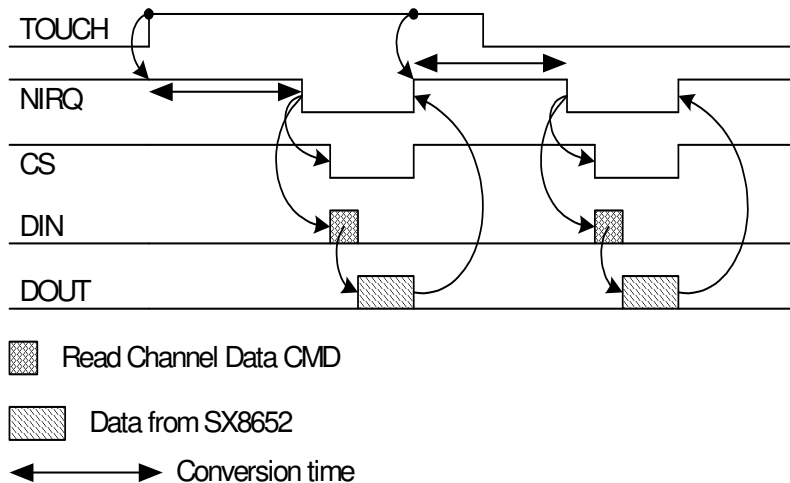 TOUCH
NIRQ
CS
DIN
DOUT
Read Channel Data CMD
Data from SX8652
Conversion time